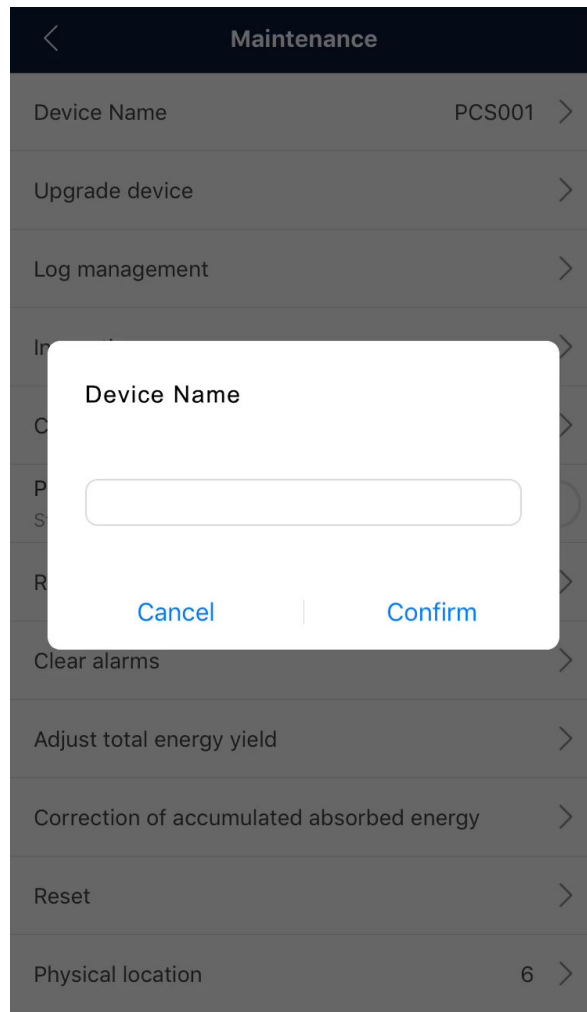 Maintenance
Device Name PCS001
Upgrade device
Log management
Device Name
Cancel Confirm
Clear alarms
Adjust total energy yield
Correction of accumulated absorbed energy
Reset
Physical location 6